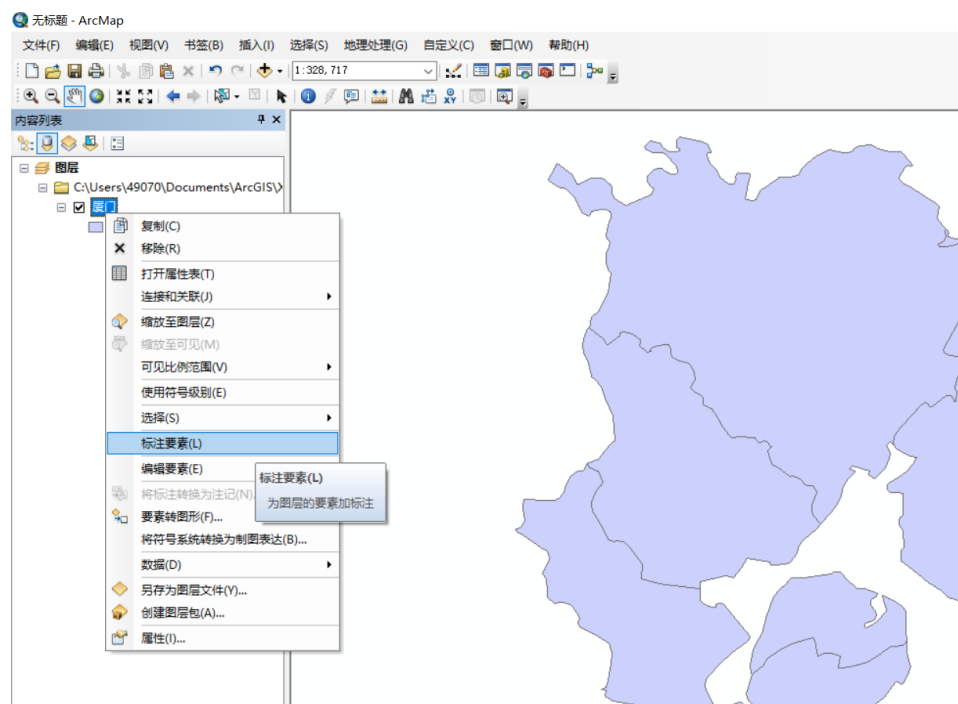 无标题 - ArcMap
文件(F) 编辑(E) 视图(V) 书签(B) 插入(I) 选择(S) 地理处理(G) 自定义(C) 窗口(W) 帮助(H)
1:328,717
内容列表
图层
C:\Users\49070\Documents\ArcGIS\
厦门
复制(C)
移除(R)
打开属性表(T)
连接和关联(J)
缩放至图层(Z)
缩放至可见(M)
可见比例范围(V)
使用符号级别(E)
选择(S)
标注要素(L)
编辑要素(E)
标注要素(L)
将标注转换为注记(N)
为图层的要素加标注
要素转图形(F)...
将符号系统转换为制图表达(B)...
数据(D)
另存为图层文件(Y)...
创建图层包(A)...
属性(I)...